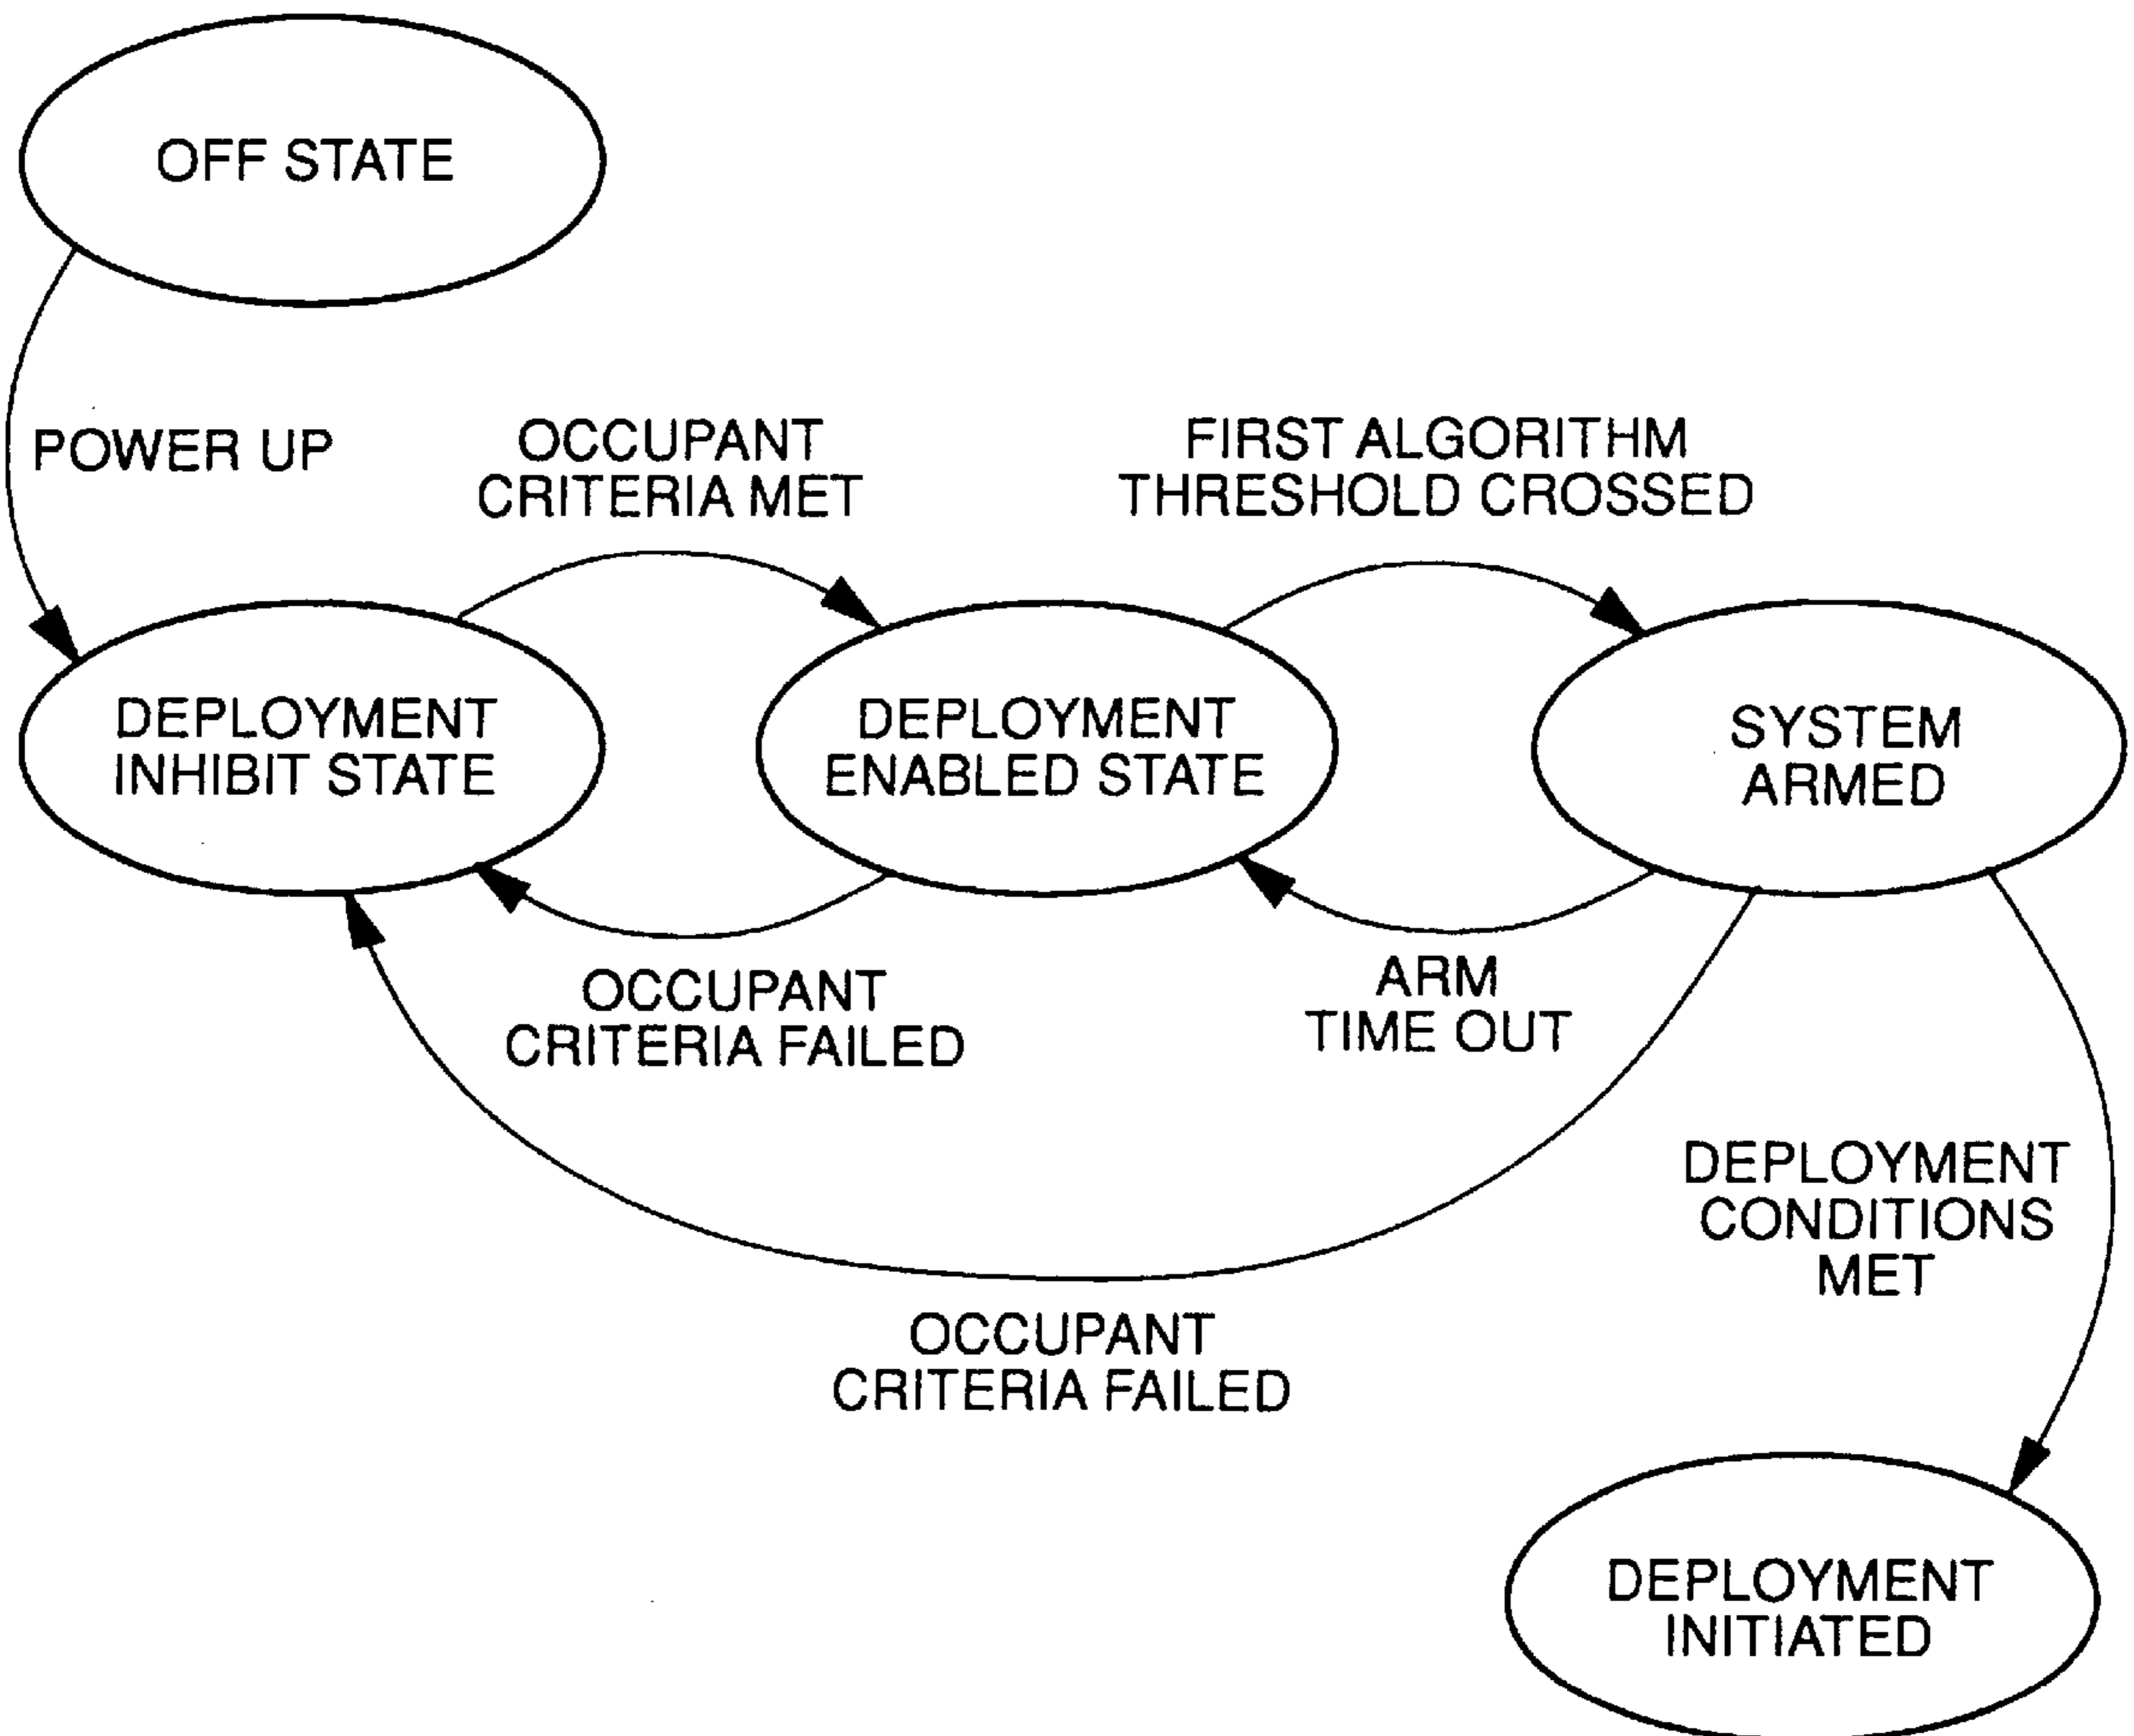 OFF STATE
POWER UP
OCCUPANT
CRITERIA MET
FIRST ALGORITHM
THRESHOLD CROSSED
DEPLOYMENT
INHIBIT STATE
DEPLOYMENT
ENABLED STATE
SYSTEM
ARMED
OCCUPANT
CRITERIA FAILED
ARM
TIME OUT
DEPLOYMENT
CONDITIONS
MET
OCCUPANT
CRITERIA FAILED
DEPLOYMENT
INITIATED